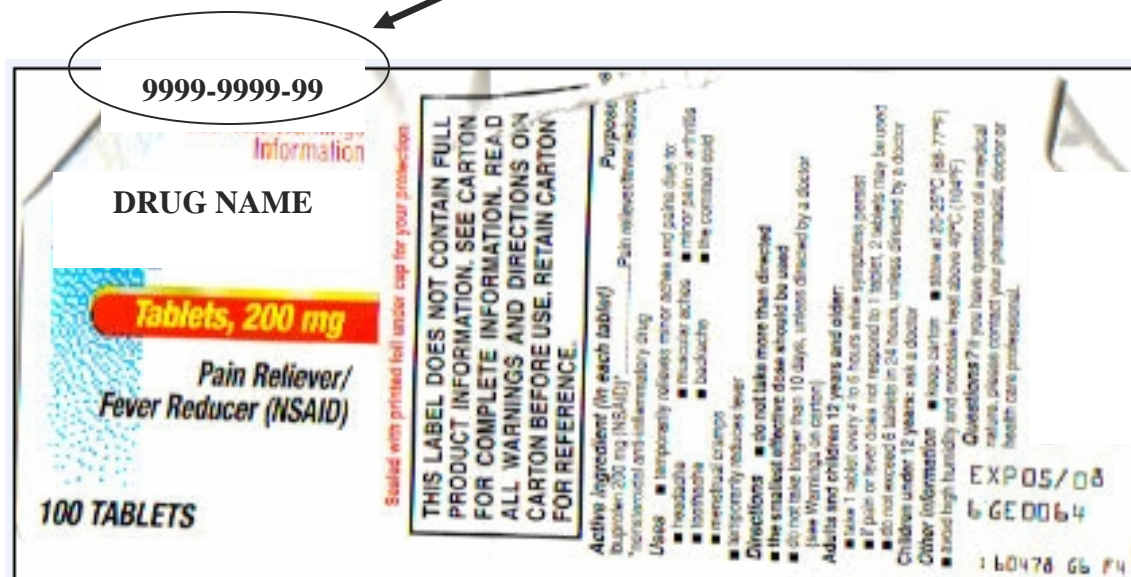 9999-9999-99
Information
DRUG NAME
Tablets, 200 mg
Pain Reliever/
Fever Reducer (NSAID)
100 TABLETS
Sealed with printed foil under cap for your protection
THIS LABEL DOES NOT CONTAIN FULL
PRODUCT INFORMATION. SEE CARTON
FOR COMPLETE INFORMATION. READ
ALL WARNINGS AND DIRECTIONS ON
CARTON BEFORE USE. RETAIN CARTON
FOR REFERENCE.
Active ingredient (in each tablet) Purpose
Ibuprofen 200 mg (NSAID)* Pain reliever/fever reducer
*nonsteroidal anti-inflammatory drug
Uses ■ temporarily relieves minor aches and pains due to:
■ headache ■ muscular aches ■ minor pain of arthritis
■ toothache ■ backache ■ the common cold
■ menstrual cramps
■ temporarily reduces fever
Directions ■ do not take more than directed
■ the smallest effective dose should be used
■ do not take longer than 10 days, unless directed by a doctor
(see Warnings on carton)
Adults and children 12 years and older:
■ take 1 tablet every 4 to 6 hours while symptoms persist
■ if pain or fever does not respond to 1 tablet, 2 tablets may be used
■ do not exceed 6 tablets in 24 hours, unless directed by a doctor
Children under 12 years: ask a doctor
Other information ■ keep carton ■ store at 20-25°C (68-77°F)
■ avoid high humidity and excessive heat above 40°C (104°F)
Questions? If you have questions of a medical
nature, please contact your pharmacist, doctor or
health care professional.
EXP 05/08
6GE0064
: 60478 G6 F4